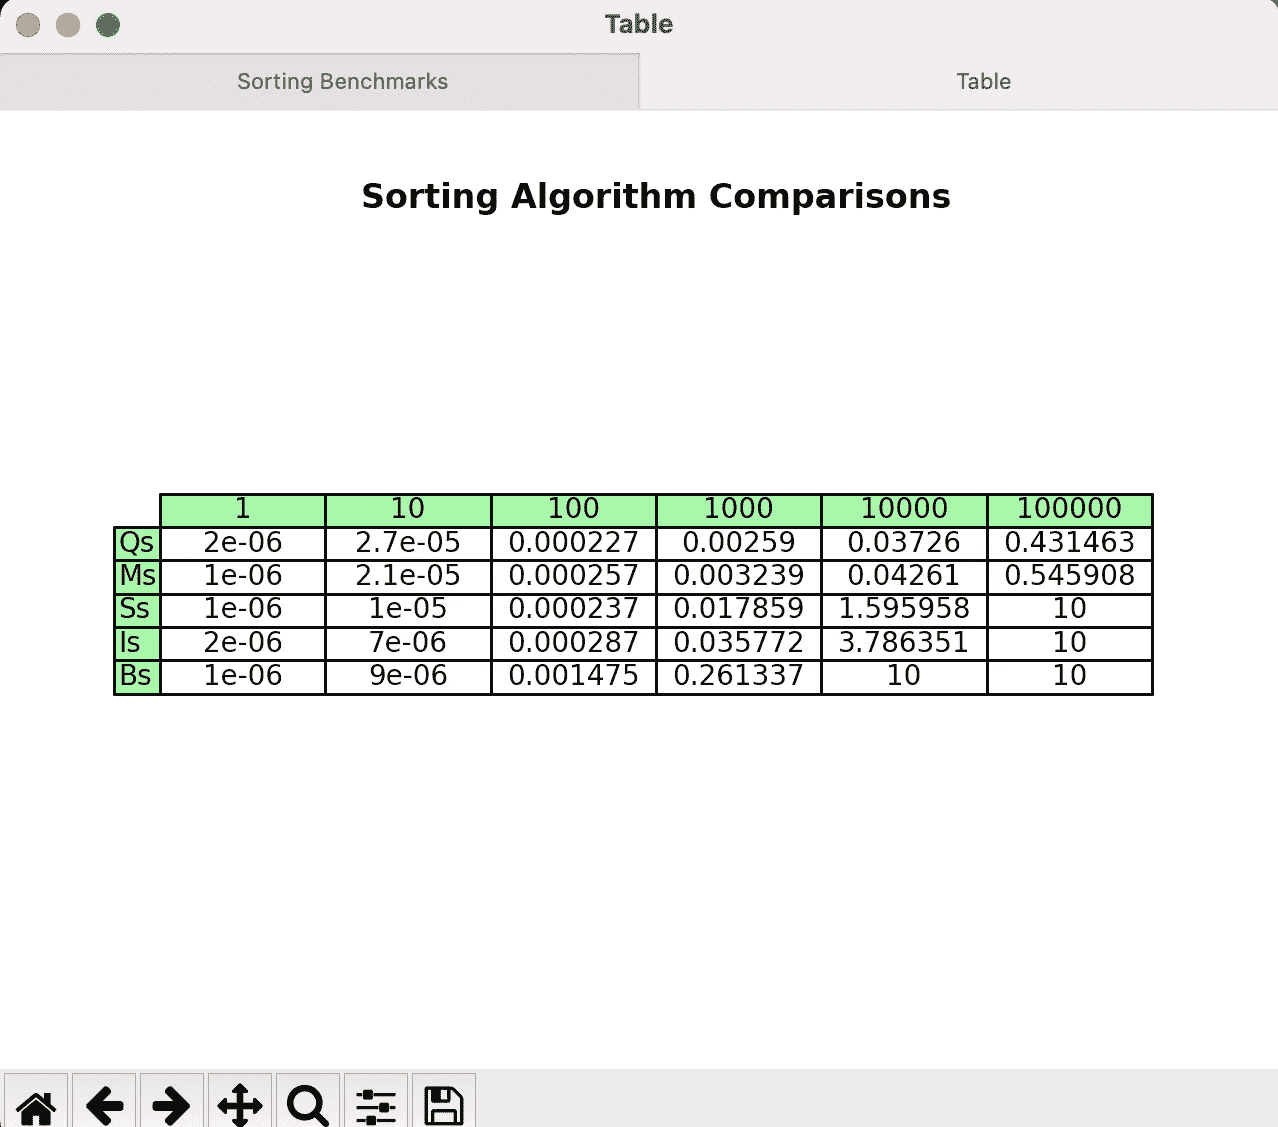 Table
Sorting Benchmarks Table
Sorting Algorithm Comparisons
1 10 100 1000 10000 100000
Qs 2e-06 2.7e-05 0.000227 0.00259 0.03726 0.431463
Ms 1e-06 2.1e-05 0.000257 0.003239 0.04261 0.545908
Ss 1e-06 1e-05 0.000237 0.017859 1.595958 10
Is 2e-06 7e-06 0.000287 0.035772 3.786351 10
Bs 1e-06 9e-06 0.001475 0.261337 10 10